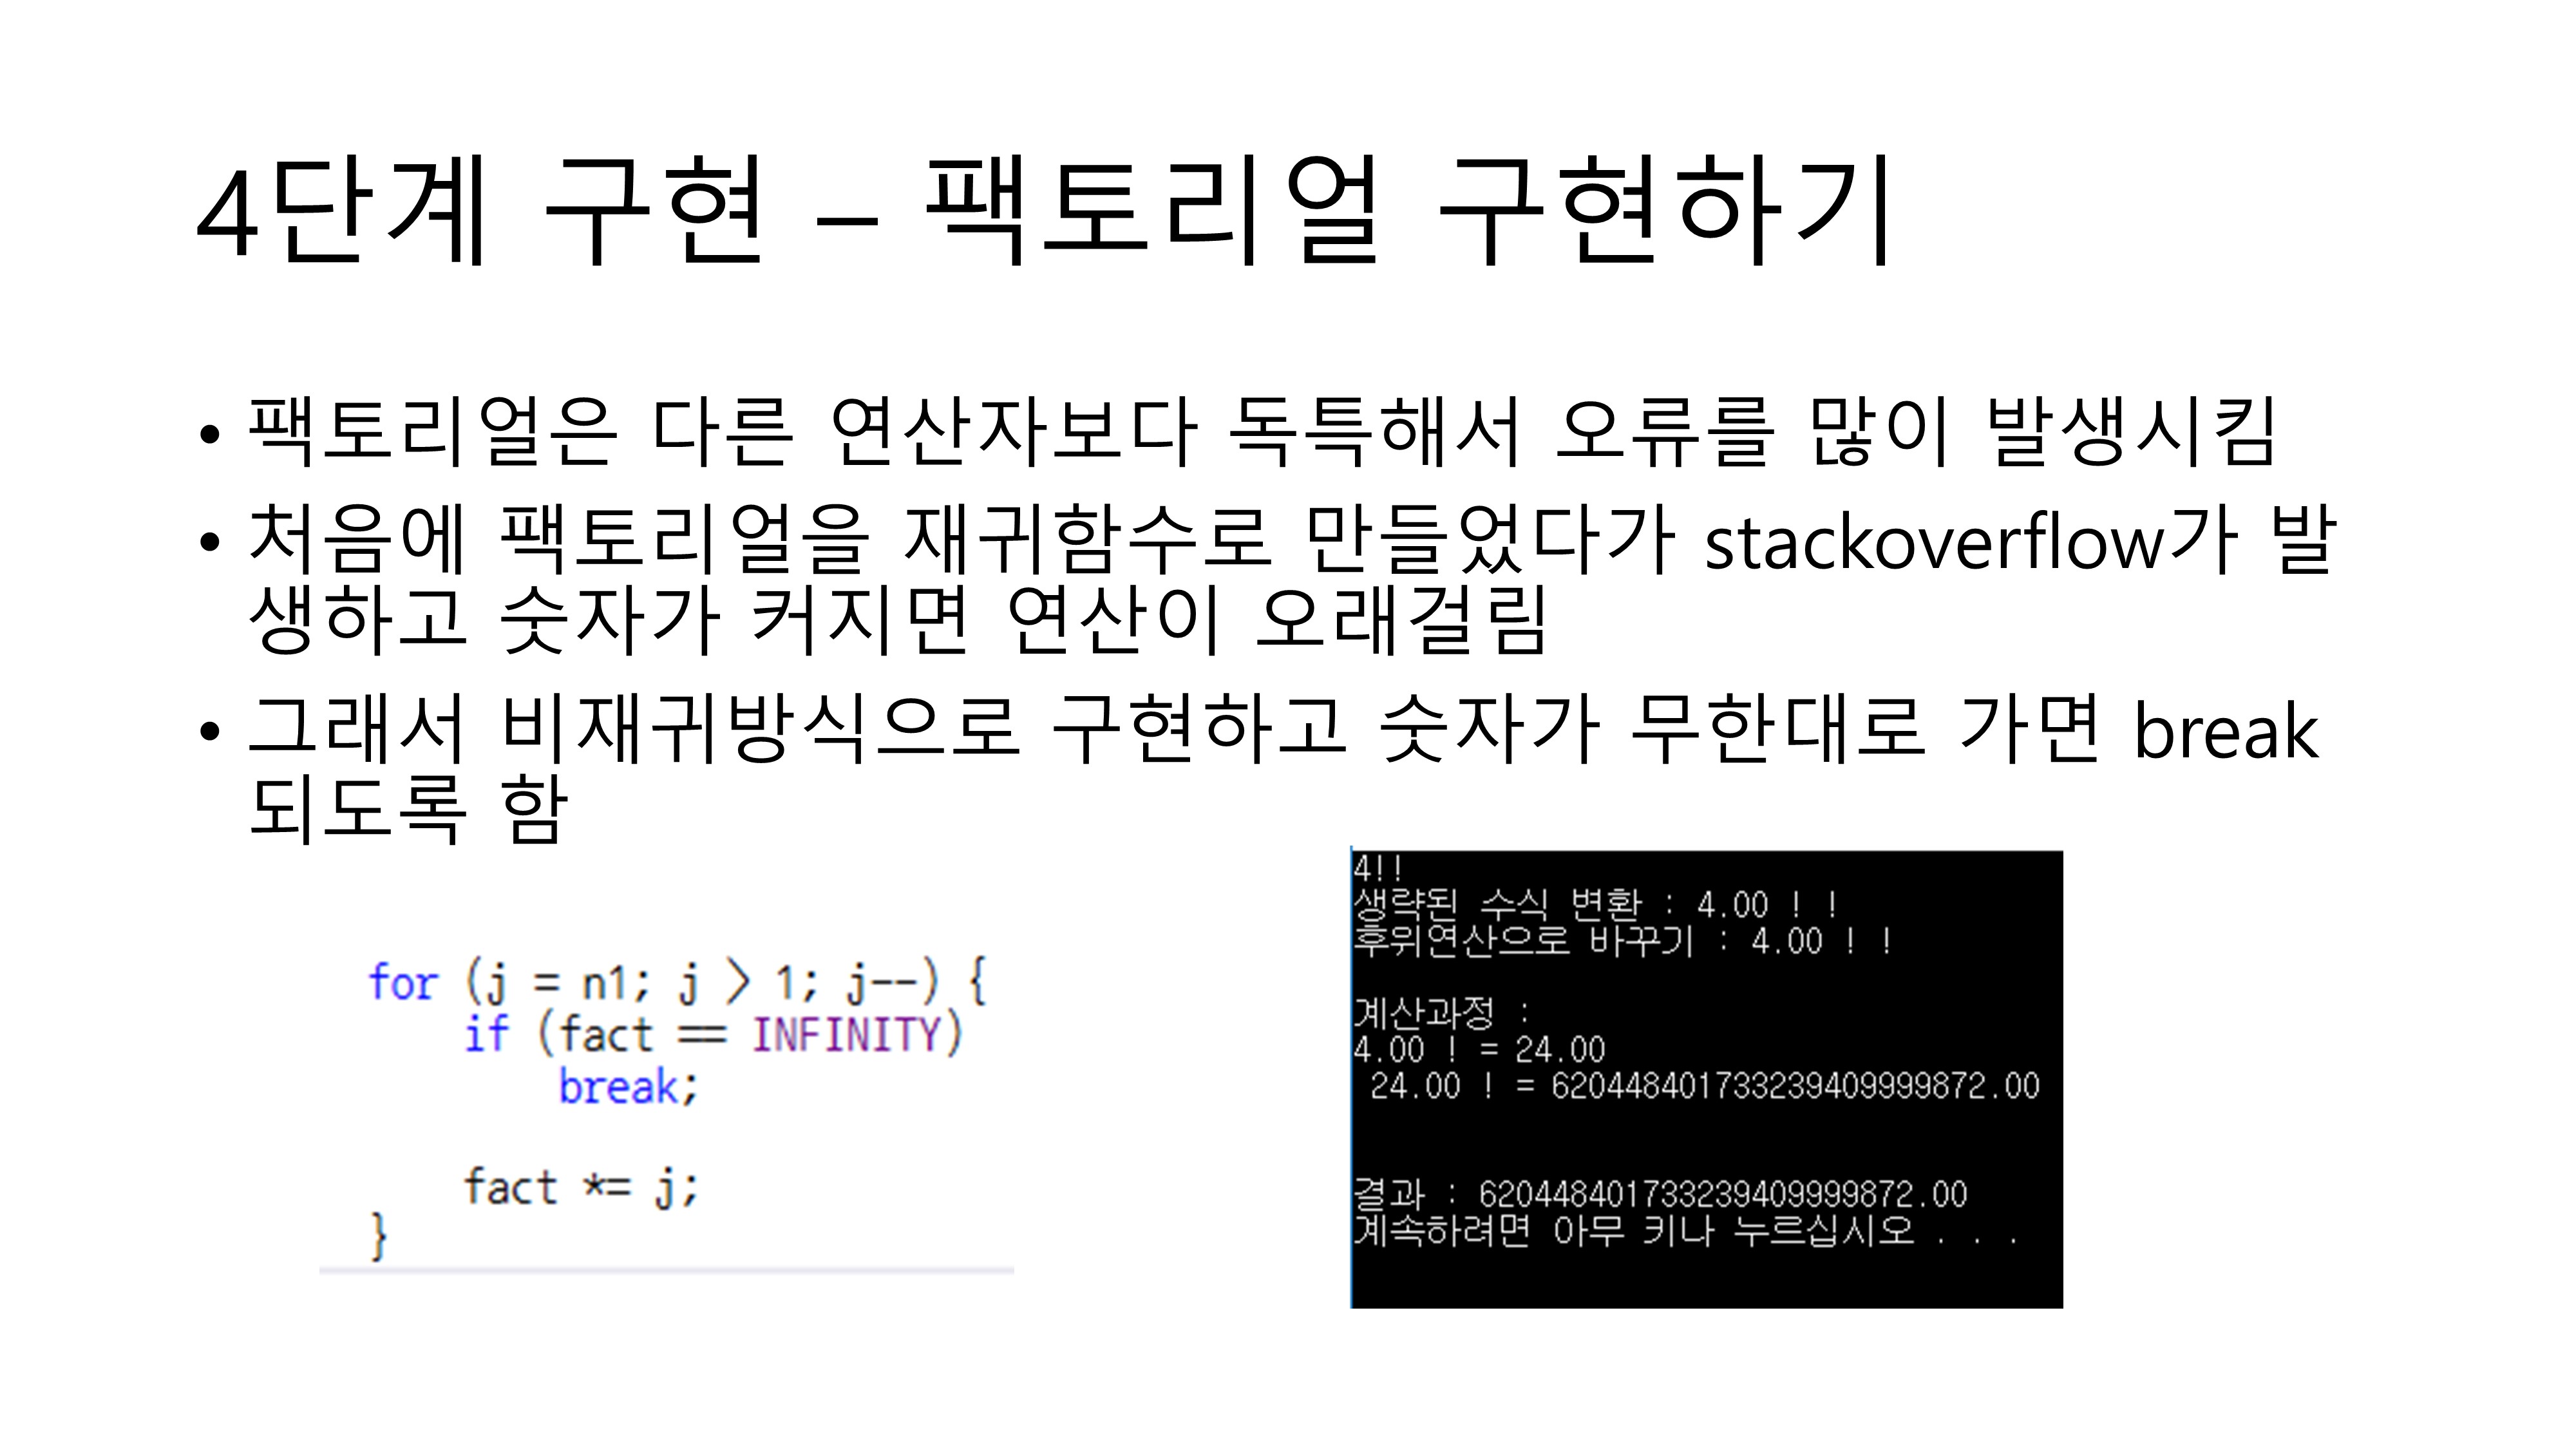 4단계 구현 – 팩토리얼 구현하기
• 팩토리얼은 다른 연산자보다 독특해서 오류를 많이 발생시킴
• 처음에 팩토리얼을 재귀함수로 만들었다가 stackoverflow가 발
생하고 숫자가 커지면 연산이 오래걸림
• 그래서 비재귀방식으로 구현하고 숫자가 무한대로 가면 break
되도록 함
for (j = n1; j > 1; j--) {
if (fact == INFINITY)
break;
fact *= j;
}
4!!
생략된 수식 변환 : 4.00 ! !
후위연산으로 바꾸기 : 4.00 ! !
계산과정 :
4.00 ! = 24.00
24.00 ! = 620448401733239409999872.00
결과 : 620448401733239409999872.00
계속하려면 아무 키나 누르십시오 . . .